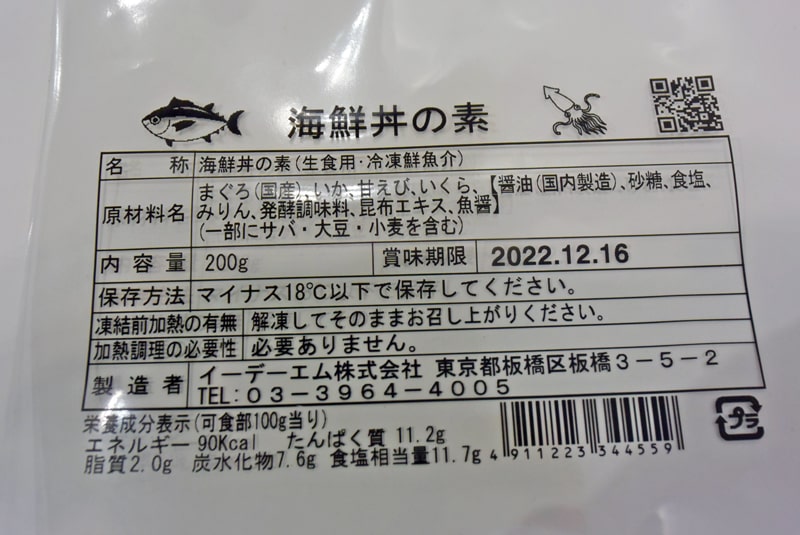 海鮮丼の素
名称 海鮮丼の素(生食用・冷凍鮮魚介)
原材料名 まぐろ(国産)、いか、甘えび、いくら、【醤油(国内製造)、砂糖、食塩、
みりん、発酵調味料、昆布エキス、魚醤】
(一部にサバ・大豆・小麦を含む)
内容量 200g 賞味期限 2022.12.16
保存方法 マイナス18℃以下で保存してください。
凍結前加熱の有無 解凍してそのままお召し上がりください。
加熱調理の必要性 必要ありません。
製造者 イーデーエム株式会社 東京都板橋区板橋3-5-2
TEL:03-3964-4005
栄養成分表示(可食部100g当り)
エネルギー 90Kcal たんぱく質 11.2g
脂質2.0g 炭水化物7.6g 食塩相当量11.7g
4 911223 344559
プラ